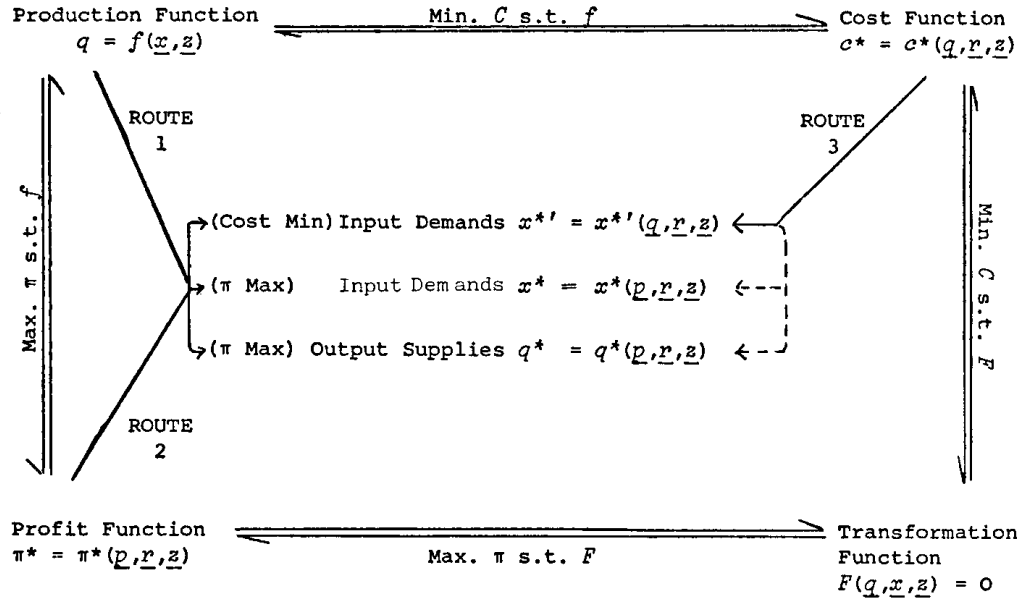 Production Function
q = f(x,z)
Min. C s.t. f
Cost Function
c* = c*(q,r,z)
ROUTE
1
ROUTE
3
Max. π s.t. f
(Cost Min) Input Demands x*' = x*'(q,r,z)
(π Max) Input Demands x* = x*(p,r,z)
(π Max) Output Supplies q* = q*(p,r,z)
Min. C s.t. F
ROUTE
2
Profit Function
π* = π*(p,r,z)
Max. π s.t. F
Transformation
Function
F(q,x,z) = 0